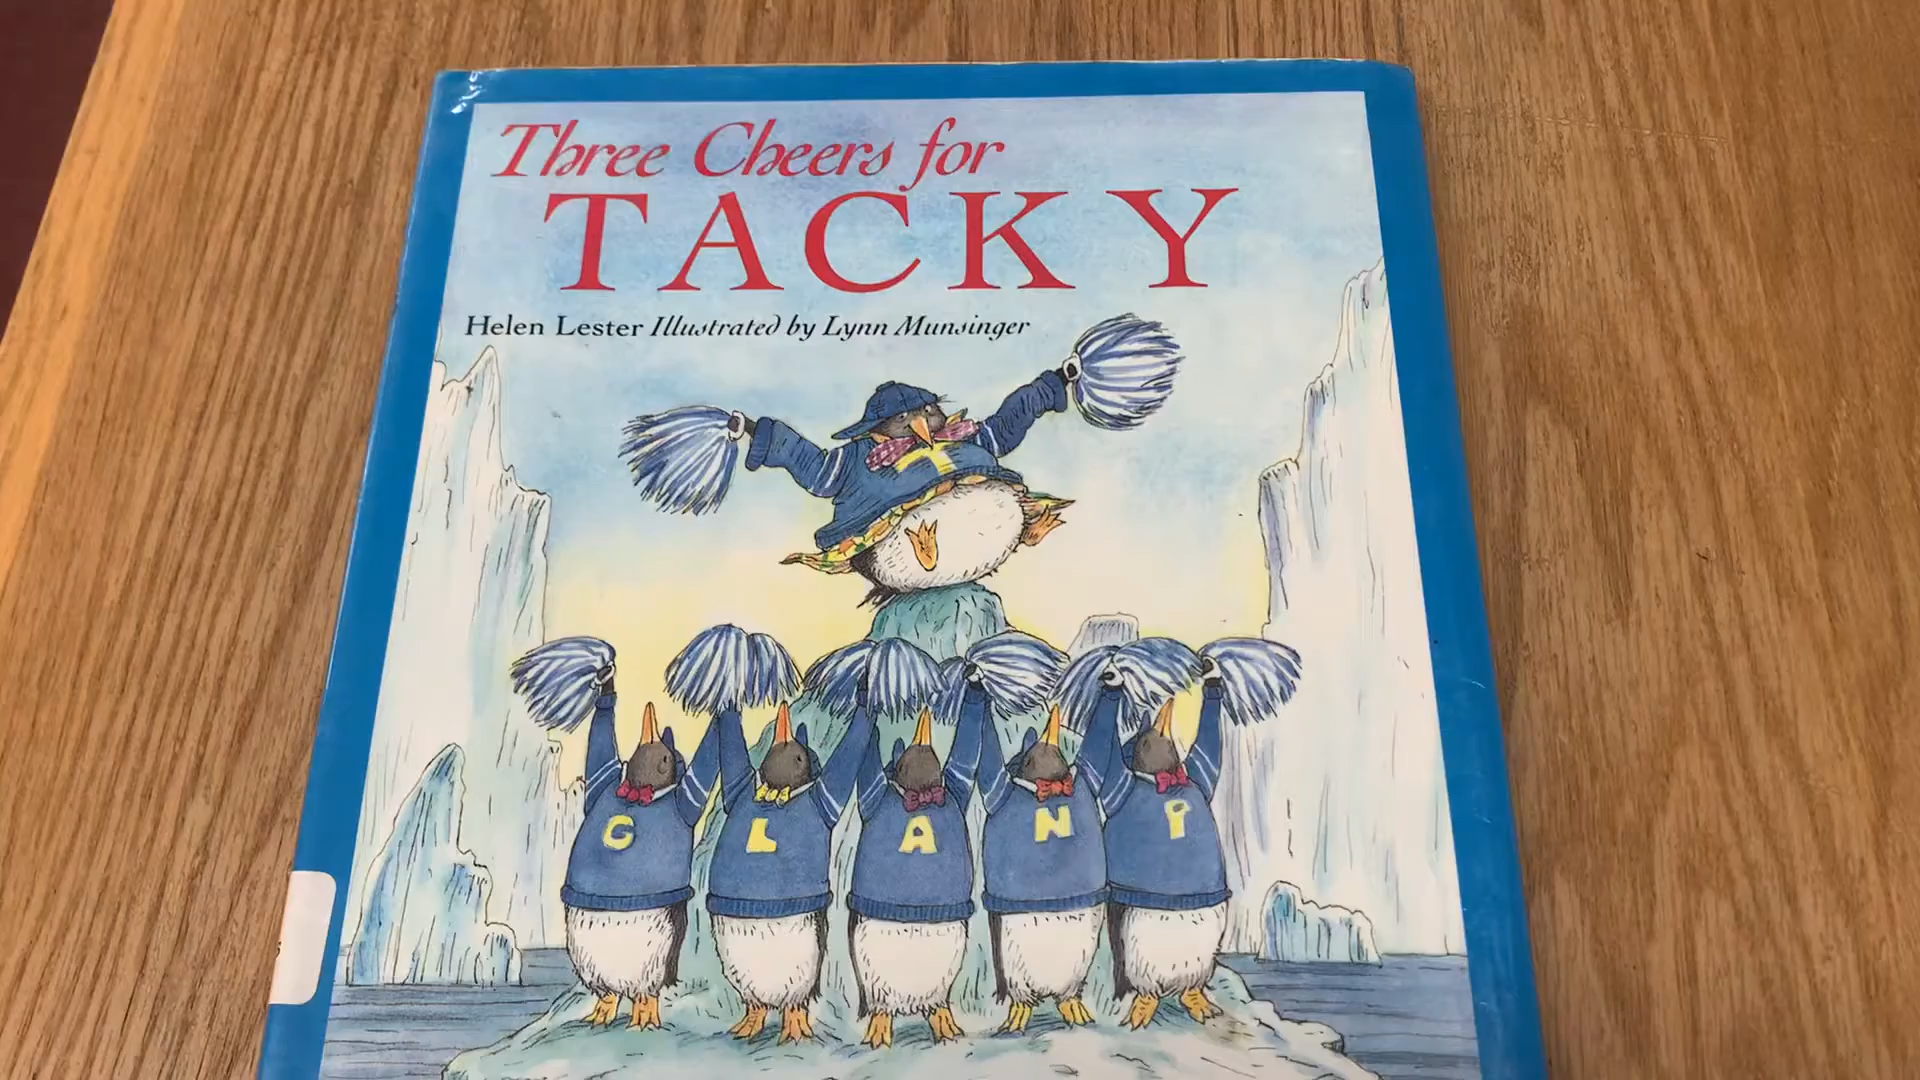 Three Cheers for
TACKY
Helen Lester Illustrated by Lynn Munsinger
T
G L A N P